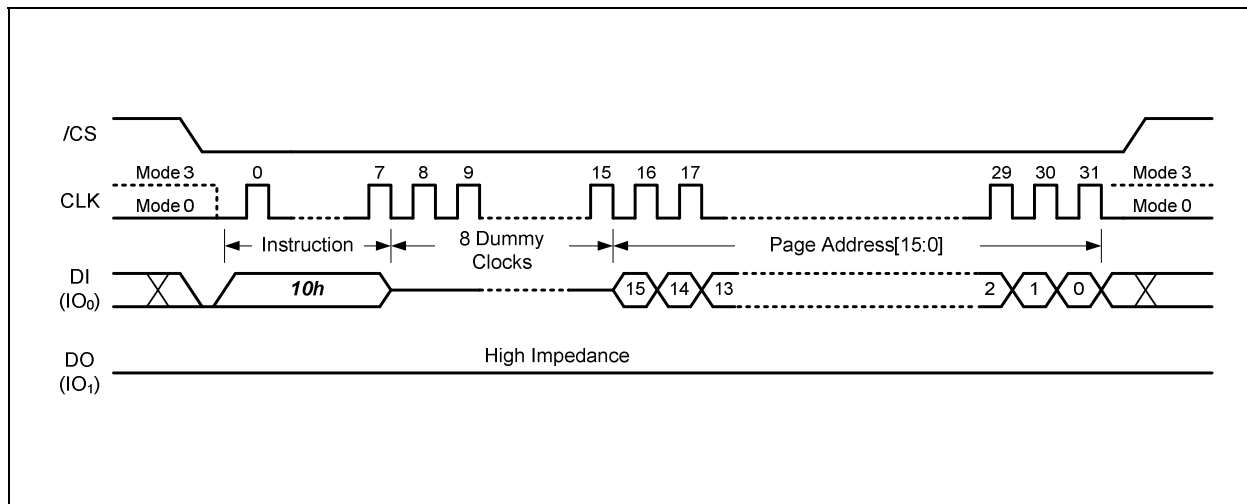 /CS
Mode 3
0
7
8
9
15
16
17
29
30
31
Mode 3
CLK
Mode 0
Mode 0
Instruction
8 Dummy
Clocks
Page Address[15:0]
DI
(IO₀)
10h
15
14
13
2
1
0
High Impedance
DO
(IO₁)